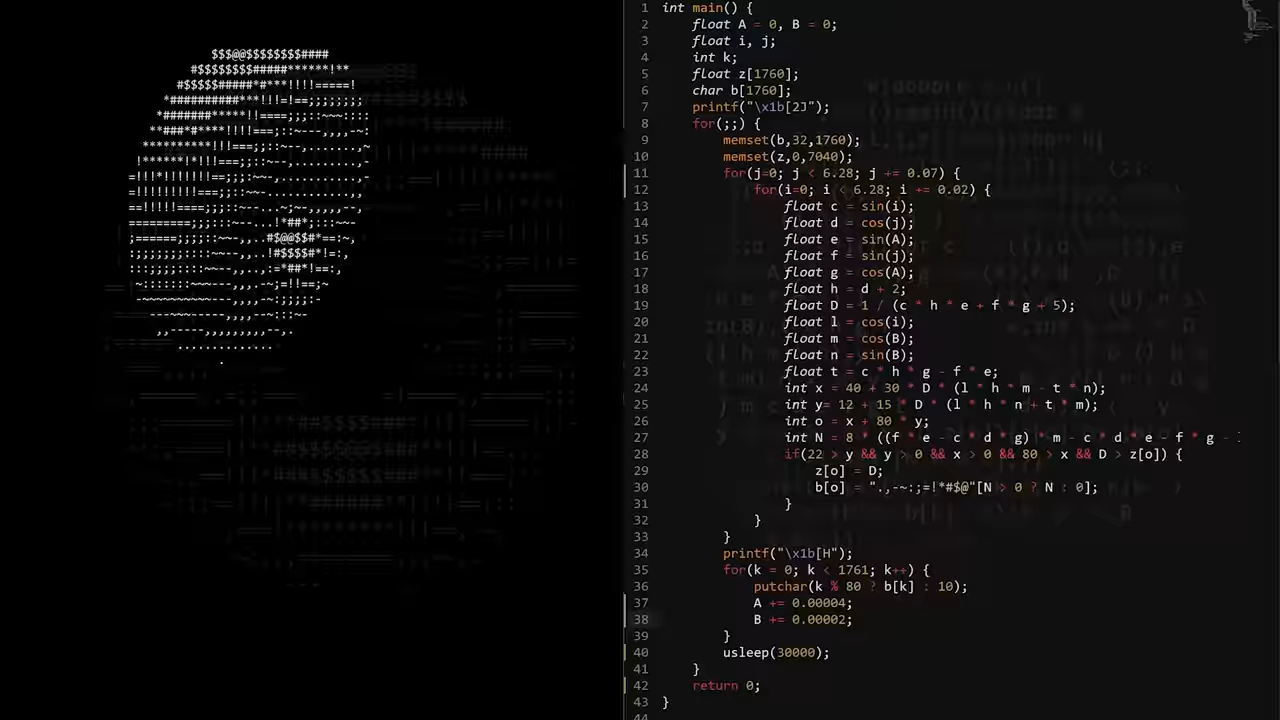 1 int main() {
2 float A = 0, B = 0;
3 float i, j;
4 int k;
5 float z[1760];
6 char b[1760];
7 printf("\x1b[2J");
8 for(;;) {
9 memset(b,32,1760);
10 memset(z,0,7040);
11 for(j=0; j < 6.28; j += 0.07) {
12 for(i=0; i < 6.28; i += 0.02) {
13 float c = sin(i);
14 float d = cos(j);
15 float e = sin(A);
16 float f = sin(j);
17 float g = cos(A);
18 float h = d + 2;
19 float D = 1 / (c * h * e + f * g + 5);
20 float l = cos(i);
21 float m = cos(B);
22 float n = sin(B);
23 float t = c * h * g - f * e;
24 int x = 40 + 30 * D * (l * h * m - t * n);
25 int y= 12 + 15 * D * (l * h * n + t * m);
26 int o = x + 80 * y;
27 int N = 8 * ((f * e - c * d * g) * m - c * d * e - f * g -
28 if(22 > y && y > 0 && x > 0 && 80 > x && D > z[o]) {
29 z[o] = D;
30 b[o] = ".,-~:;=!*#$@"[N > 0 ? N : 0];
31 }
32 }
33 }
34 printf("\x1b[H");
35 for(k = 0; k < 1761; k++) {
36 putchar(k % 80 ? b[k] : 10);
37 A += 0.00004;
38 B += 0.00002;
39 }
40 usleep(30000);
41 }
42 return 0;
43 }